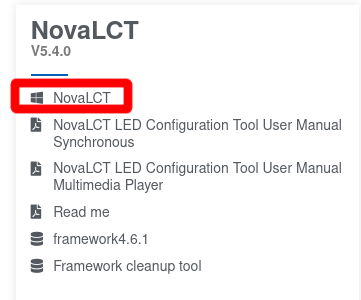 NovaLCT
V5.4.0
NovaLCT
NovaLCT LED Configuration Tool User Manual
Synchronous
NovaLCT LED Configuration Tool User Manual
Multimedia Player
Read me
framework4.6.1
Framework cleanup tool